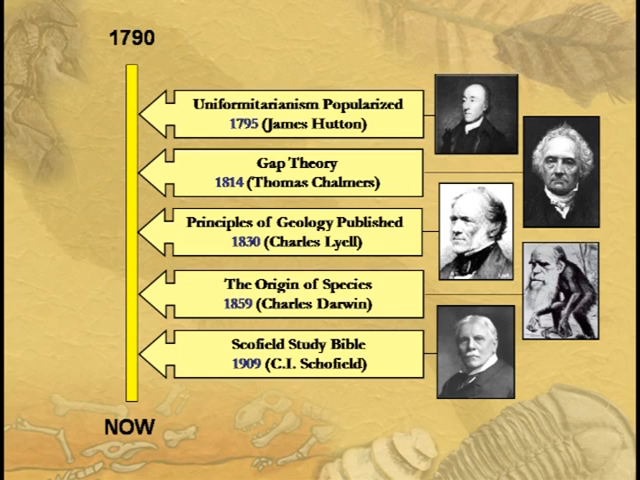 1790
Uniformitarianism Popularized
1795 (James Hutton)
Gap Theory
1814 (Thomas Chalmers)
Principles of Geology Published
1830 (Charles Lyell)
The Origin of Species
1859 (Charles Darwin)
Scofield Study Bible
1909 (C.I. Schofield)
NOW